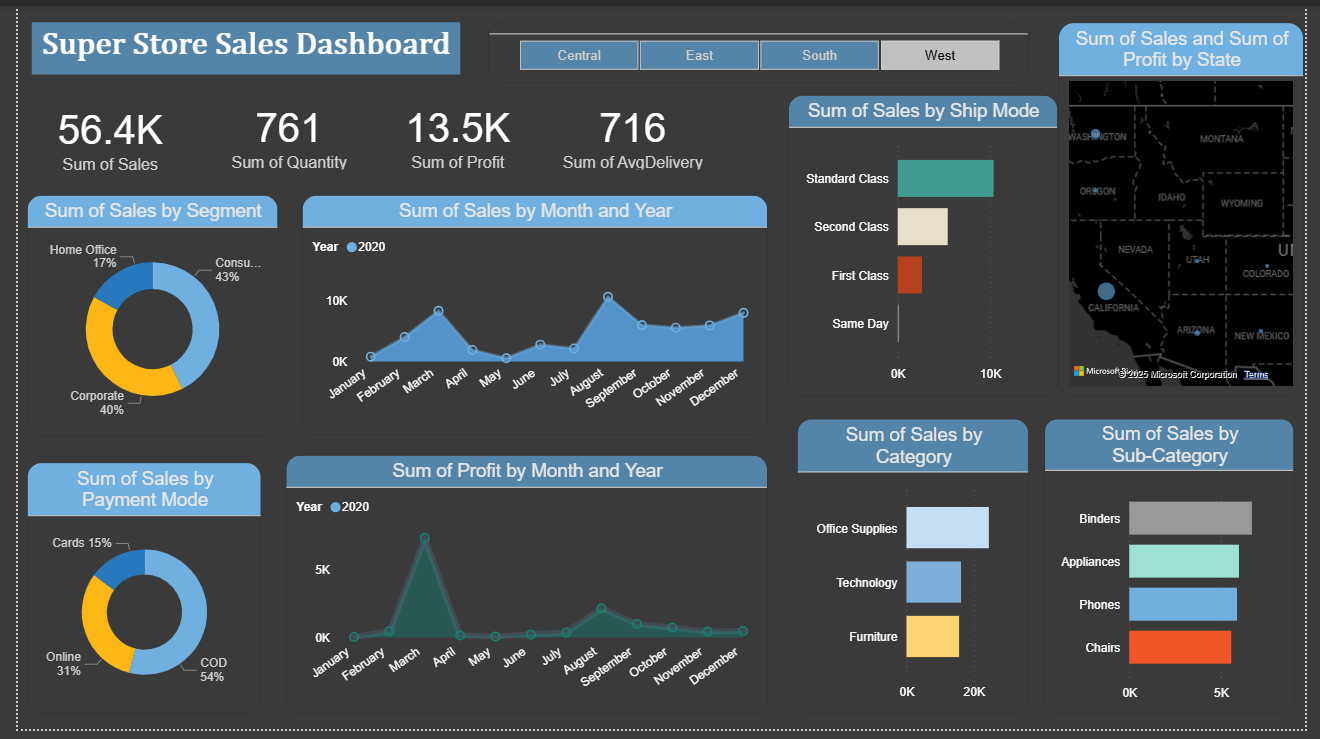 Super Store Sales Dashboard
Central
East
South
West
Sum of Sales and Sum of
Profit by State
56.4K
Sum of Sales
761
Sum of Quantity
13.5K
Sum of Profit
716
Sum of AvgDelivery
Sum of Sales by Ship Mode
Standard Class
Second Class
First Class
Same Day
0K
10K
WASHINGTON
MONTANA
OREGON
IDAHO
WYOMING
NEVADA
UTAH
COLORADO
CALIFORNIA
ARIZONA
NEW MEXICO
© 2025 Microsoft Corporation
Terms
Sum of Sales by Segment
Home Office
17%
Consu...
43%
Corporate
40%
Sum of Sales by Month and Year
Year
2020
10K
0K
January
February
March
April
May
June
July
August
September
October
November
December
Sum of Sales by
Payment Mode
Cards 15%
Online
31%
COD
54%
Sum of Profit by Month and Year
Year
2020
5K
0K
January
February
March
April
May
June
July
August
September
October
November
December
Sum of Sales by
Category
Office Supplies
Technology
Furniture
0K
20K
Sum of Sales by
Sub-Category
Binders
Appliances
Phones
Chairs
0K
5K